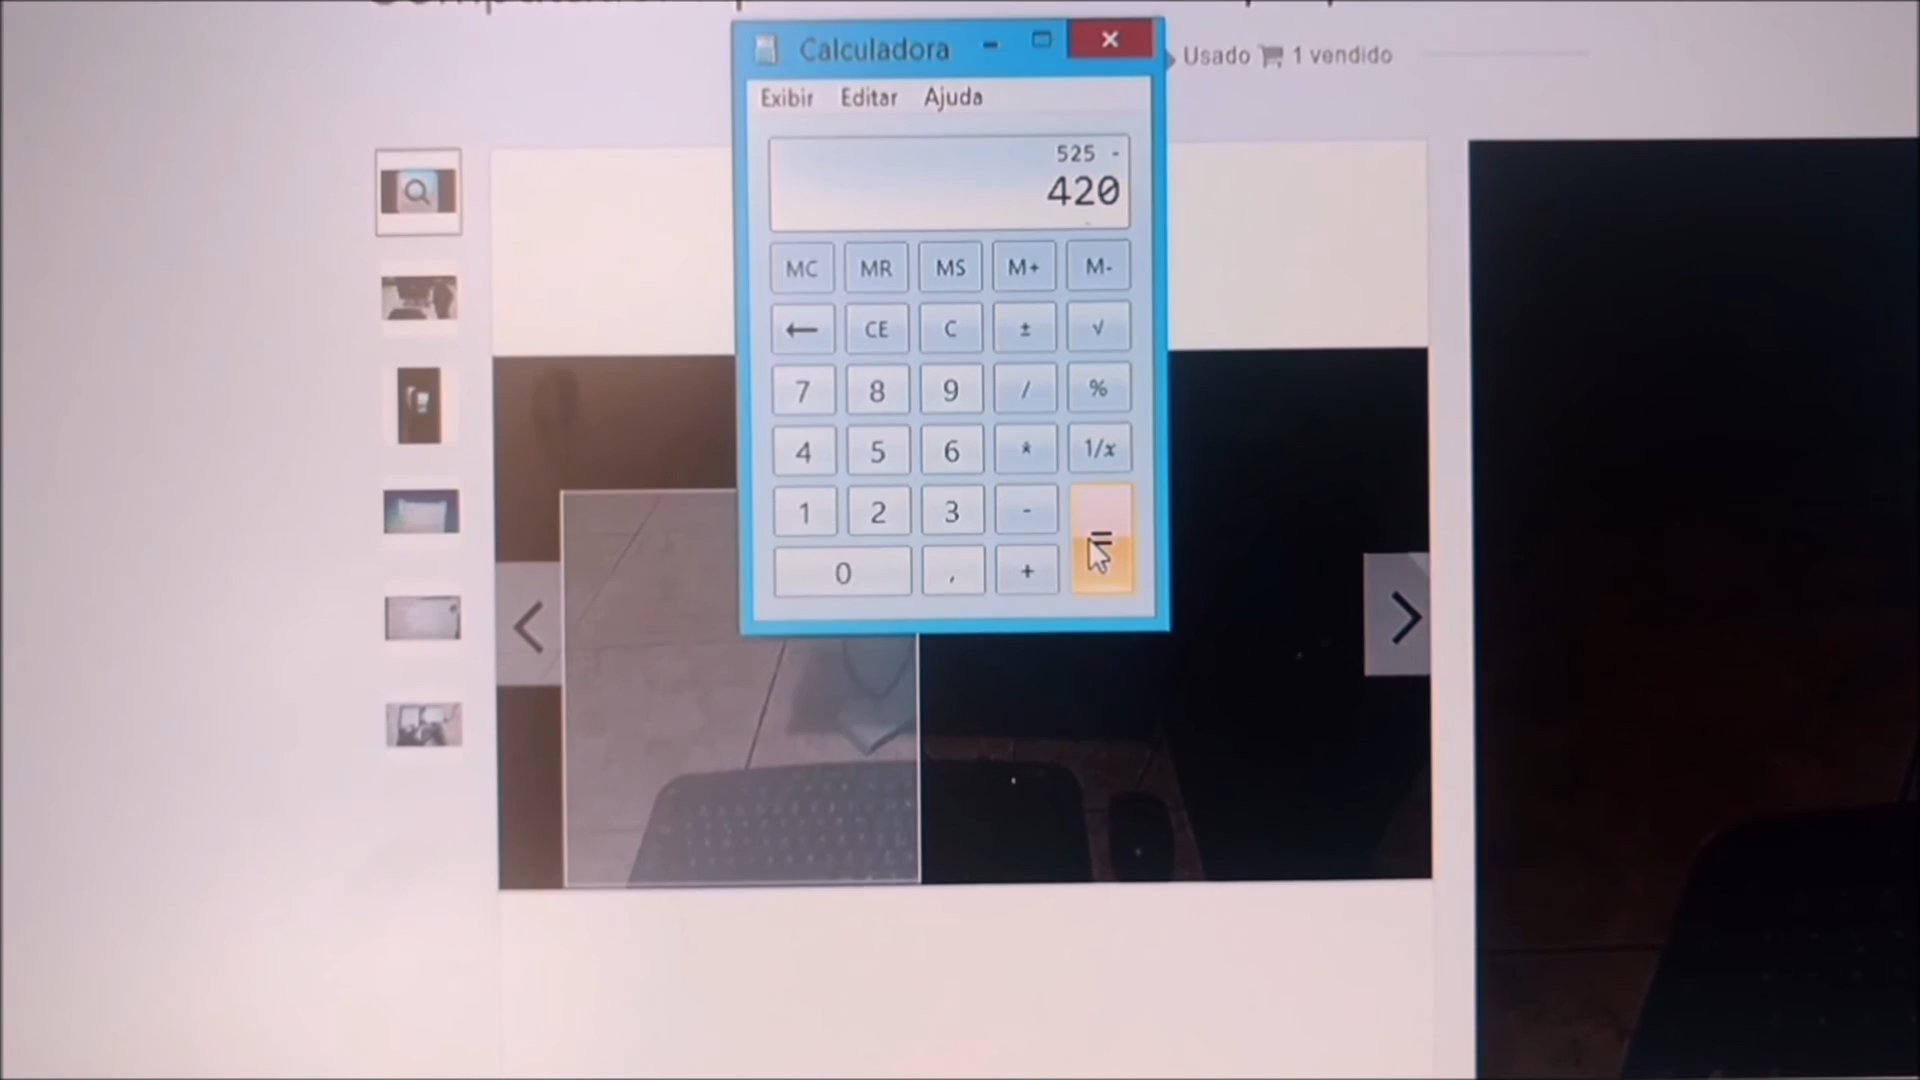 Calculadora
Usado 1 vendido
Exibir Editar Ajuda
525 -
420
MC MR MS M+ M-
← CE C ± √
7 8 9 / %
4 5 6 * 1/x
1 2 3 - =
0 , +